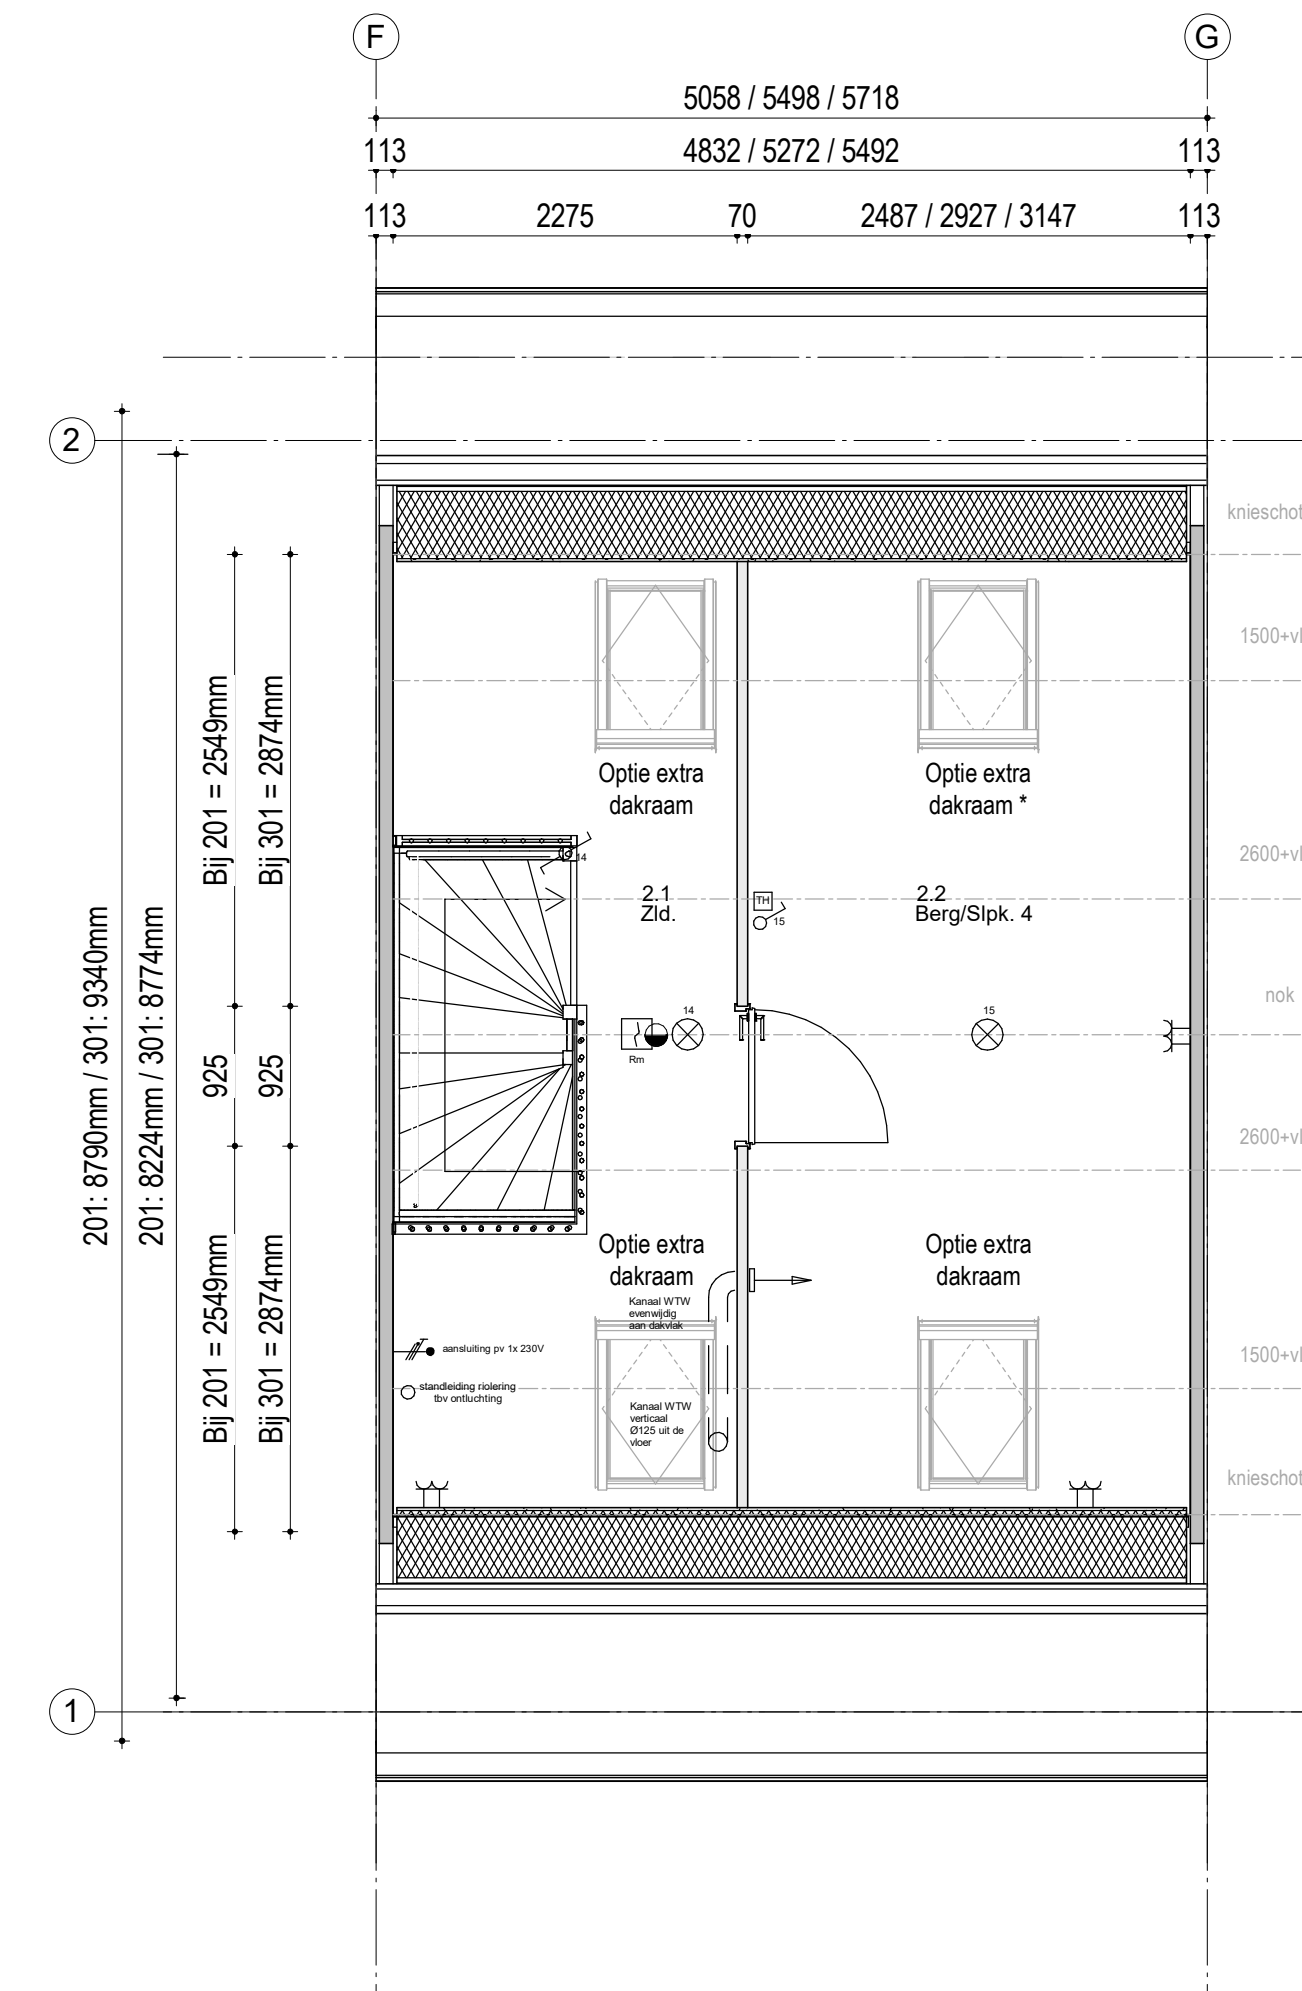 F
G
5058 / 5498 / 5718
113
4832 / 5272 / 5492
113
113
2275
70
2487 / 2927 / 3147
113
2
knieschot
1500+vl
Bij 201 = 2549mm
Bij 301 = 2874mm
Optie extra
dakraam
Optie extra
dakraam *
14
2600+vl
2.1
Zld.
TH
15
2.2
Berg/Slpk. 4
201: 8790mm / 301: 9340mm
201: 8224mm / 301: 8774mm
nok
14
15
Rm
925
925
2600+vl
Bij 201 = 2549mm
Bij 301 = 2874mm
Optie extra
dakraam
Optie extra
dakraam
Kanaal WTW
evenwijdig
aan dakvlak
aansluiting pv 1x 230V
1500+vl
standleiding riolering
tbv ontluchting
Kanaal WTW
verticaal
Ø125 uit de
vloer
knieschot
1